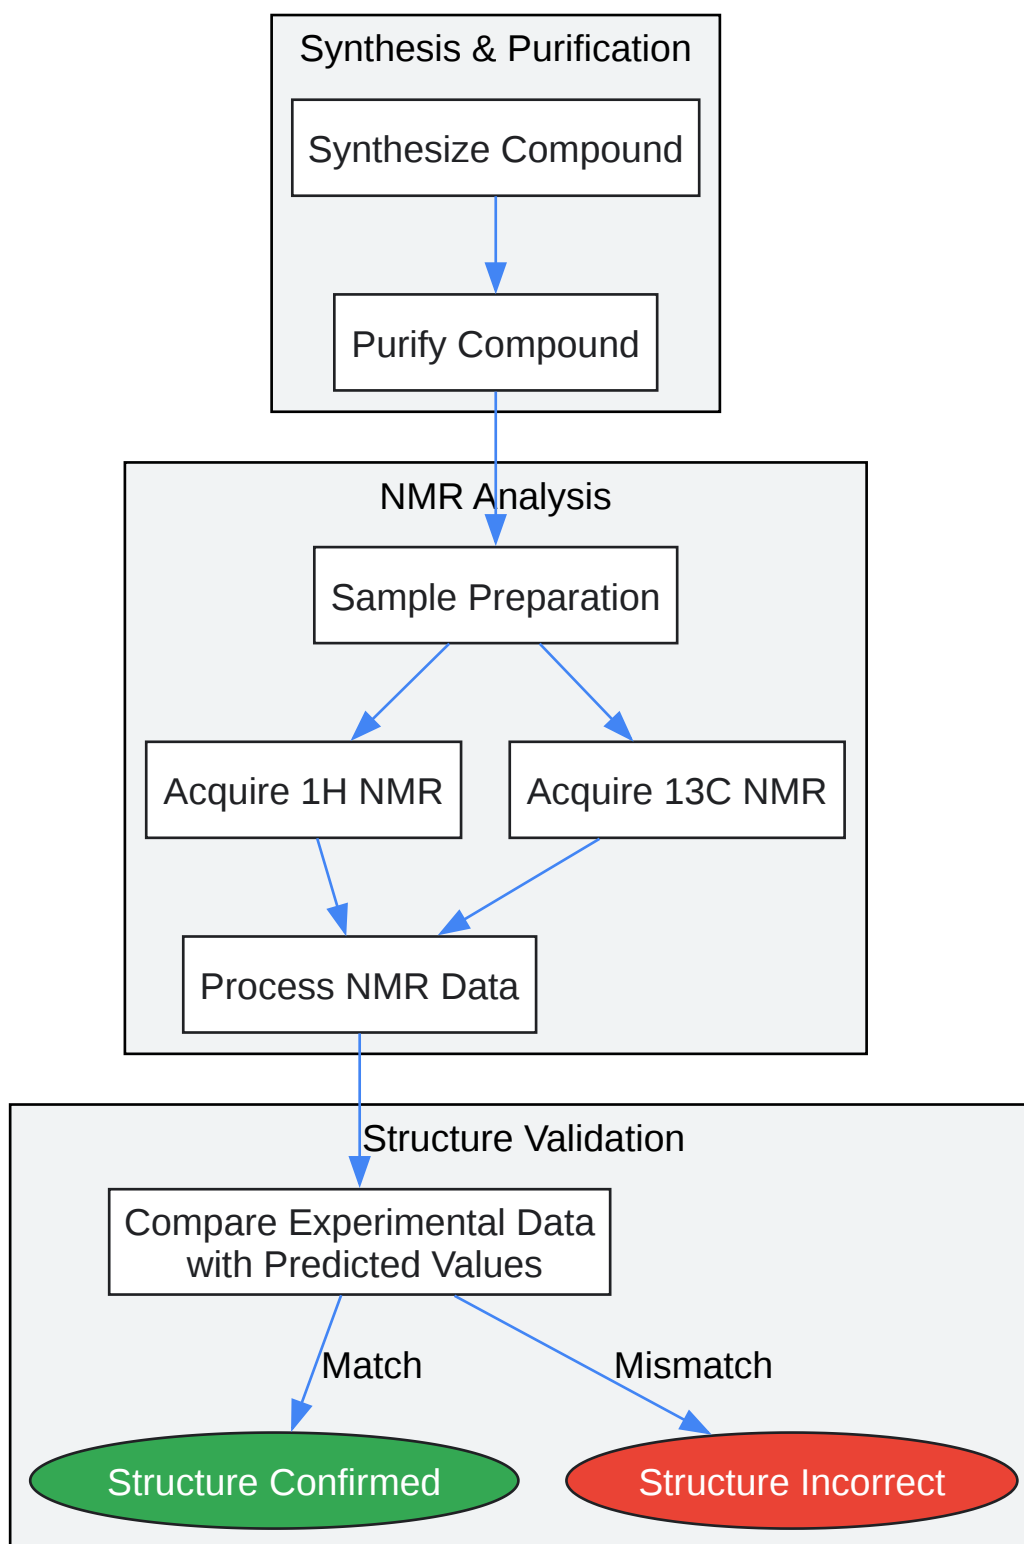 Synthesis & Purification
Synthesize Compound
Purify Compound
NMR Analysis
Sample Preparation
Acquire 1H NMR
Acquire 13C NMR
Process NMR Data
Structure Validation
Compare Experimental Data
with Predicted Values
Match
Mismatch
Structure Confirmed
Structure Incorrect